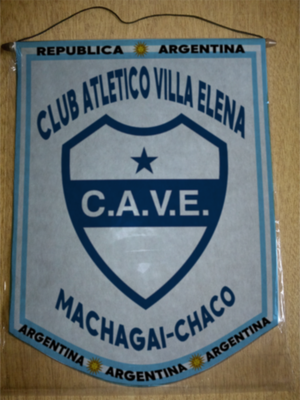 REPUBLICA ARGENTINA
CLUB ATLETICO VILLA ELENA
C.A.V.E.
MACHAGAI-CHACO
ARGENTINA ARGENTINA ARGENTINA